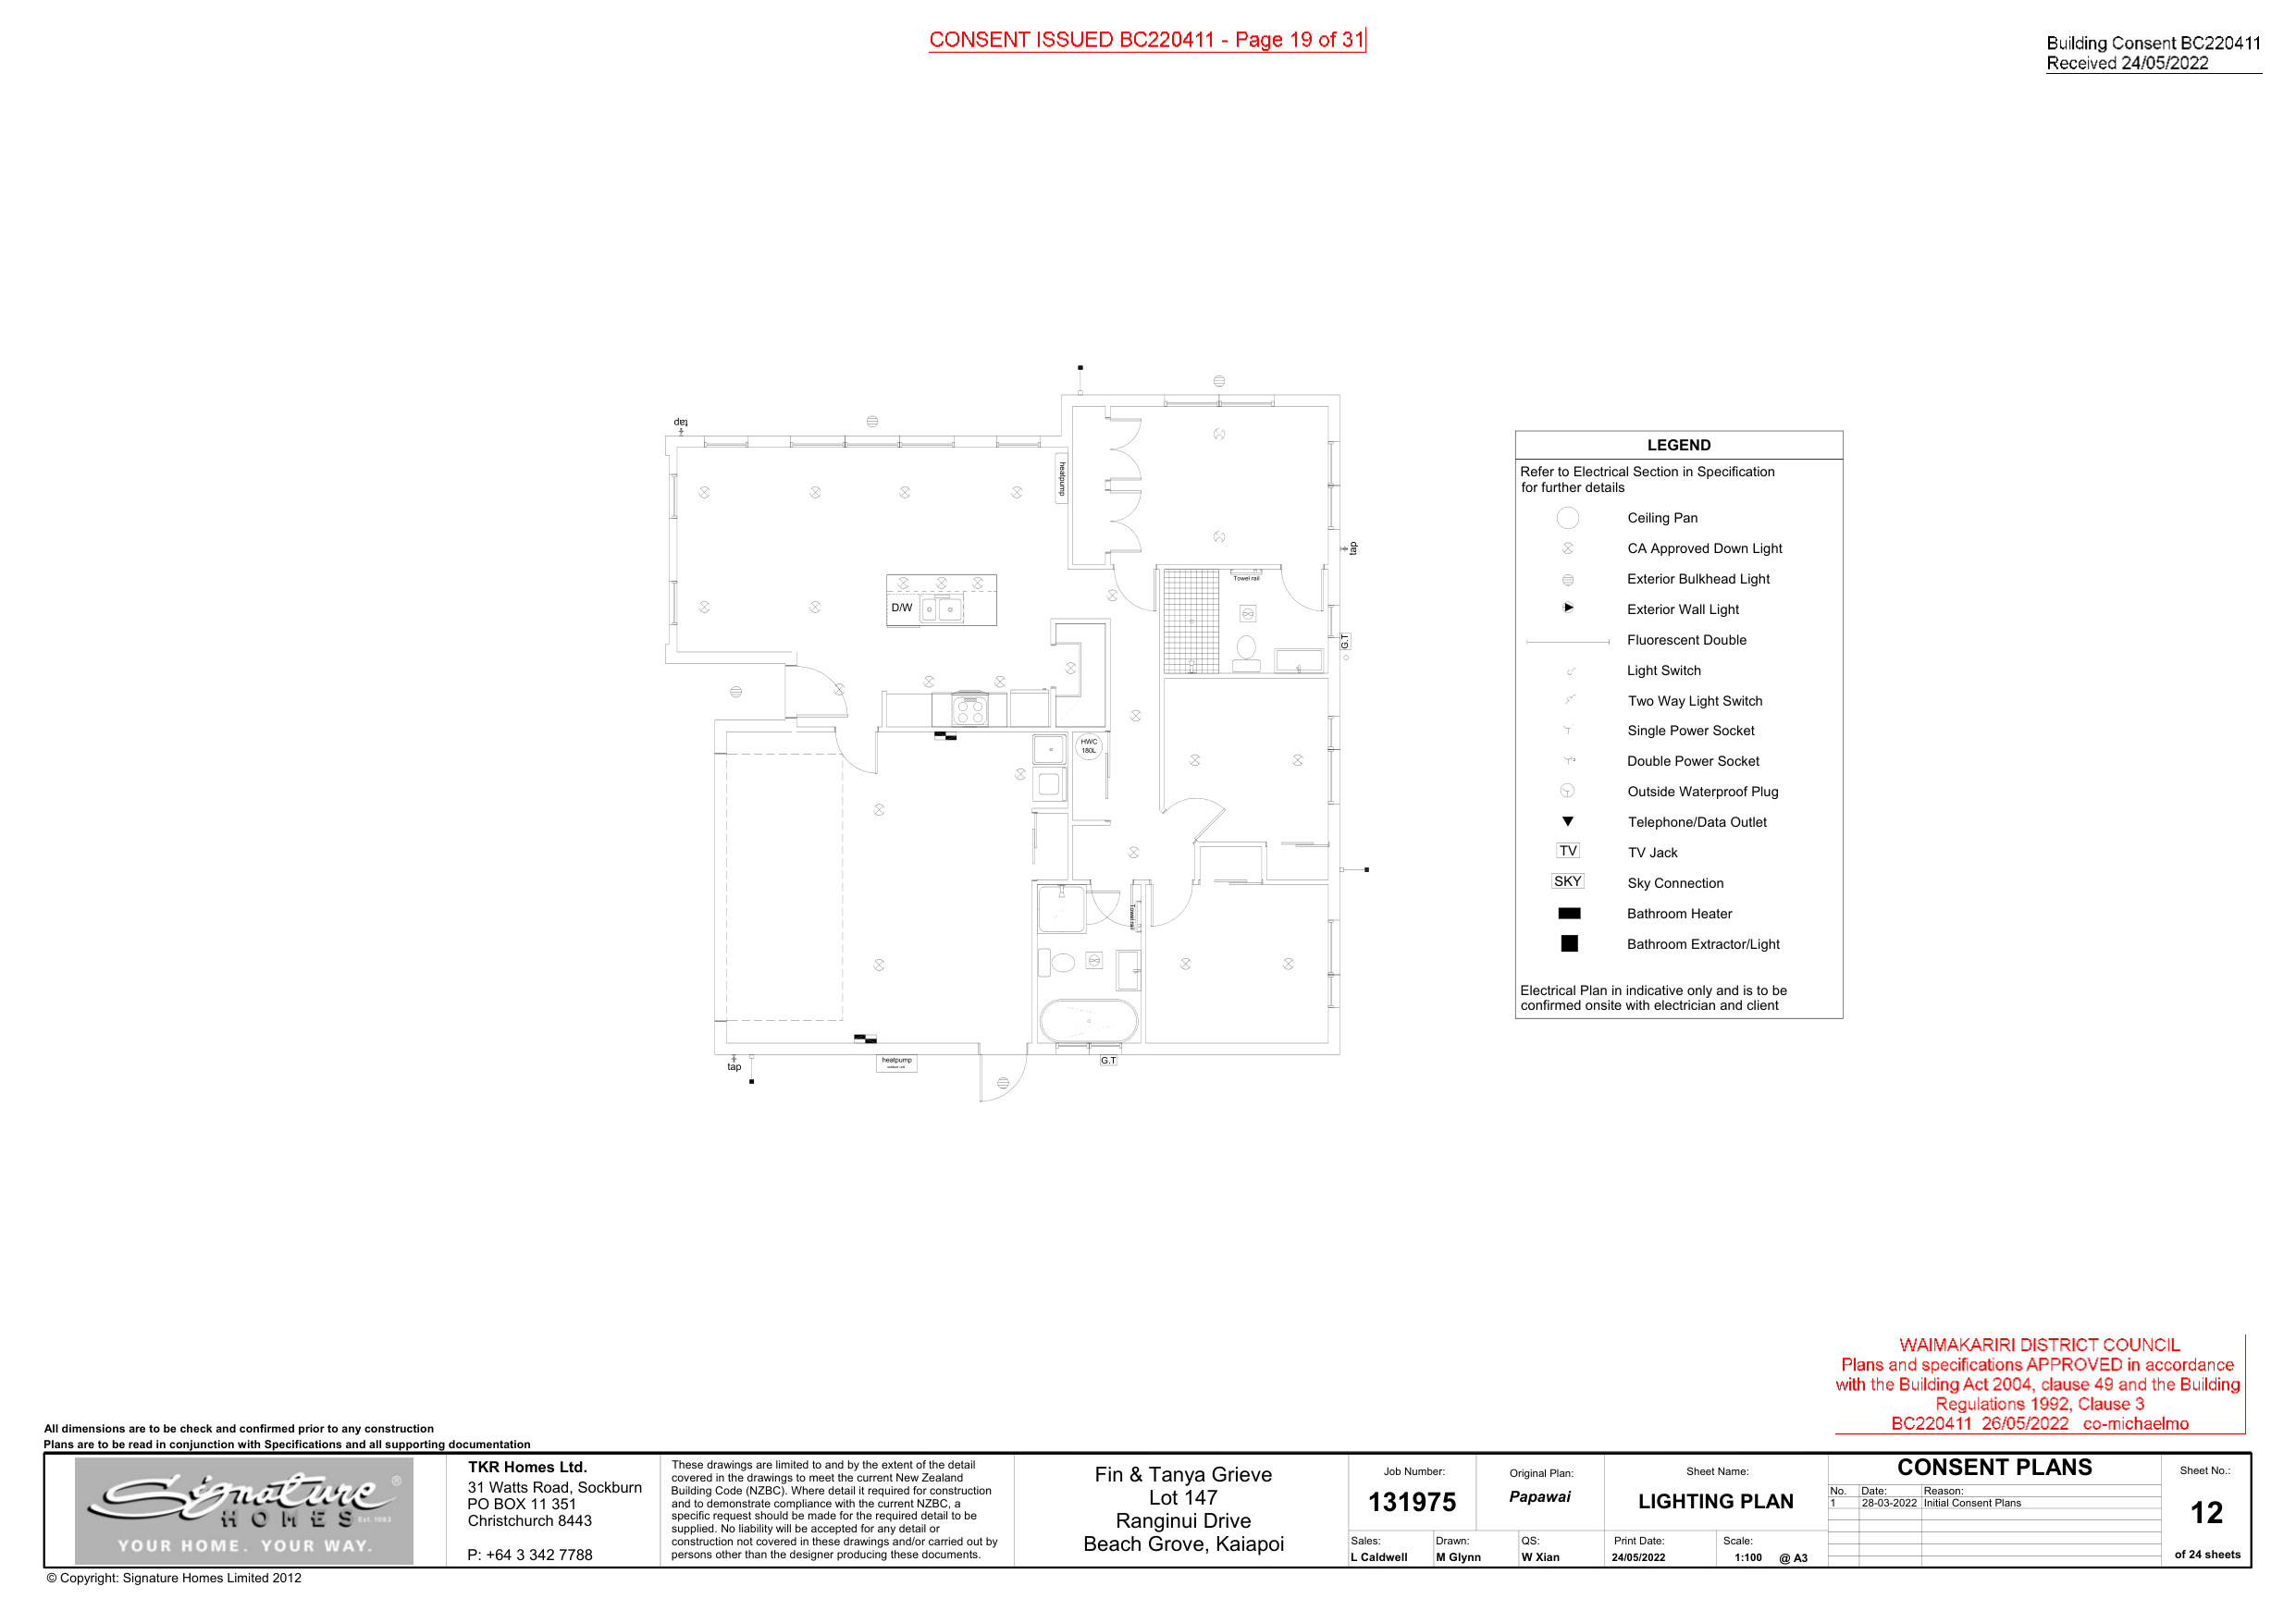 CONSENT ISSUED BC220411 - Page 19 of 31
Building Consent BC220411
Received 24/05/2022
tap
heatpump
tap
Towel rail
D/W
G.T
HWC
180L
Towel rail
tap
heatpump
outdoor unit
G.T
LEGEND
Refer to Electrical Section in Specification
for further details
Ceiling Pan
CA Approved Down Light
Exterior Bulkhead Light
Exterior Wall Light
Fluorescent Double
Light Switch
Two Way Light Switch
Single Power Socket
Double Power Socket
Outside Waterproof Plug
Telephone/Data Outlet
TV TV Jack
SKY Sky Connection
Bathroom Heater
Bathroom Extractor/Light
Electrical Plan in indicative only and is to be
confirmed onsite with electrician and client
WAIMAKARIRI DISTRICT COUNCIL
Plans and specifications APPROVED in accordance
with the Building Act 2004, clause 49 and the Building
Regulations 1992, Clause 3
BC220411 26/05/2022 co-michaelmo
All dimensions are to be check and confirmed prior to any construction
Plans are to be read in conjunction with Specifications and all supporting documentation
Signature ®
HOMES Est. 1983
YOUR HOME. YOUR WAY.
TKR Homes Ltd.
31 Watts Road, Sockburn
PO BOX 11 351
Christchurch 8443
P: +64 3 342 7788
These drawings are limited to and by the extent of the detail
covered in the drawings to meet the current New Zealand
Building Code (NZBC). Where detail it required for construction
and to demonstrate compliance with the current NZBC, a
specific request should be made for the required detail to be
supplied. No liability will be accepted for any detail or
construction not covered in these drawings and/or carried out by
persons other than the designer producing these documents.
Fin & Tanya Grieve
Lot 147
Ranginui Drive
Beach Grove, Kaiapoi
Job Number:
131975
Original Plan:
Papawai
Sheet Name:
LIGHTING PLAN
Sales:
L Caldwell
Drawn:
M Glynn
QS:
W Xian
Print Date:
24/05/2022
Scale:
1:100 @ A3
CONSENT PLANS
No. Date: Reason:
1 28-03-2022 Initial Consent Plans
Sheet No.:
12
of 24 sheets
© Copyright: Signature Homes Limited 2012